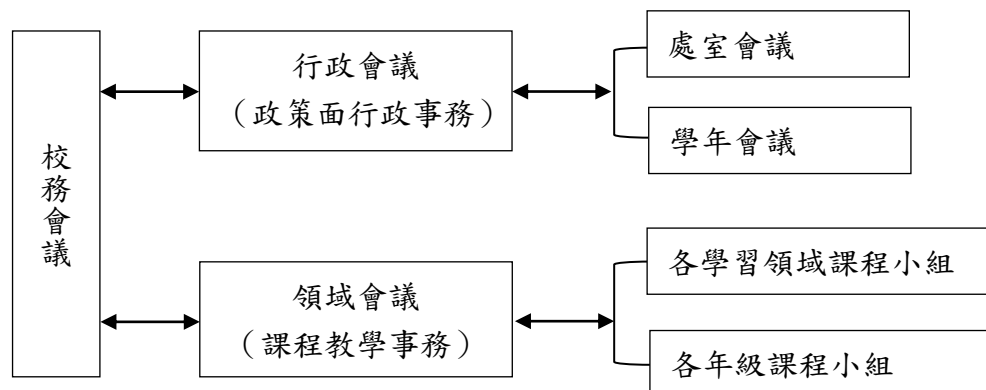 校務會議
行政會議
（政策面行政事務）
處室會議
學年會議
領域會議
（課程教學事務）
各學習領域課程小組
各年級課程小組